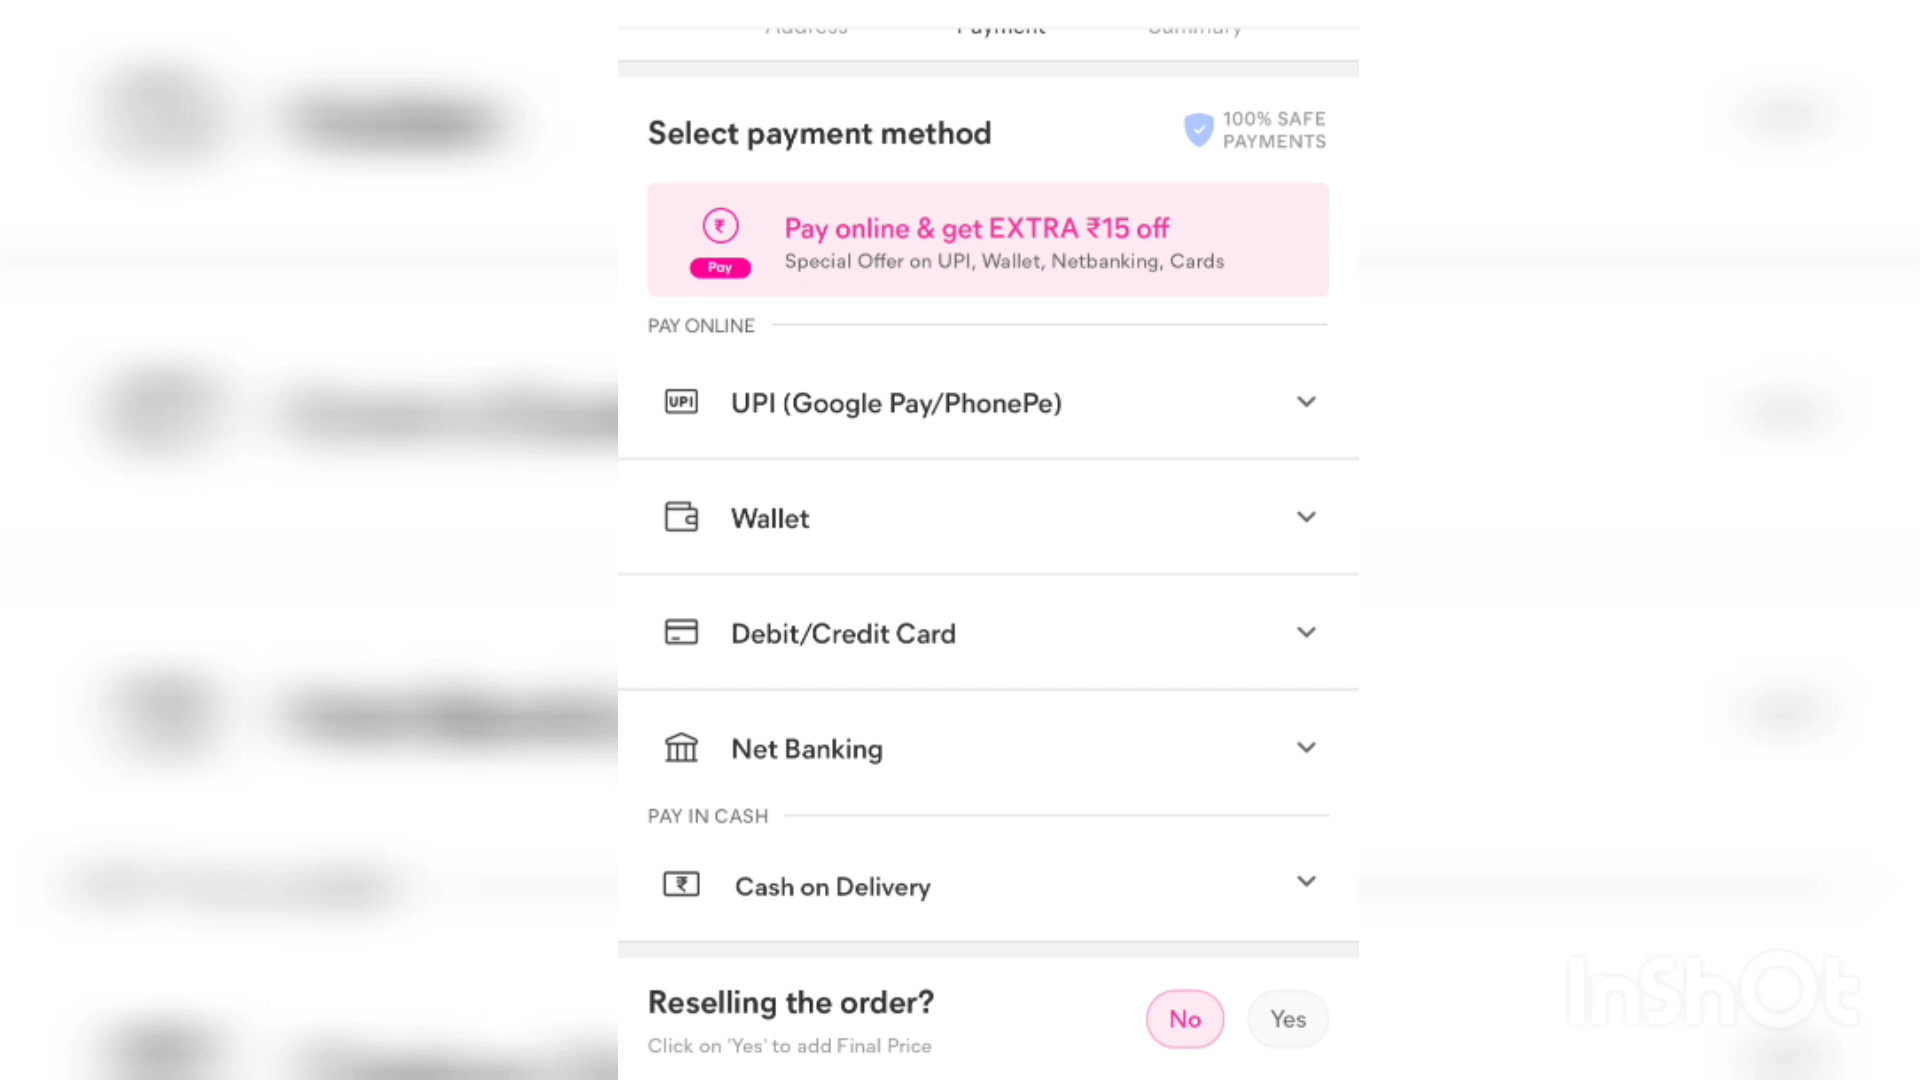 Payment
Select payment method
100% SAFE
PAYMENTS
₹
Pay
Pay online & get EXTRA ₹15 off
Special Offer on UPI, Wallet, Netbanking, Cards
PAY ONLINE
UPI
UPI (Google Pay/PhonePe)
Wallet
Debit/Credit Card
Net Banking
PAY IN CASH
₹
Cash on Delivery
Reselling the order?
No
Yes
Click on 'Yes' to add Final Price
InShOt